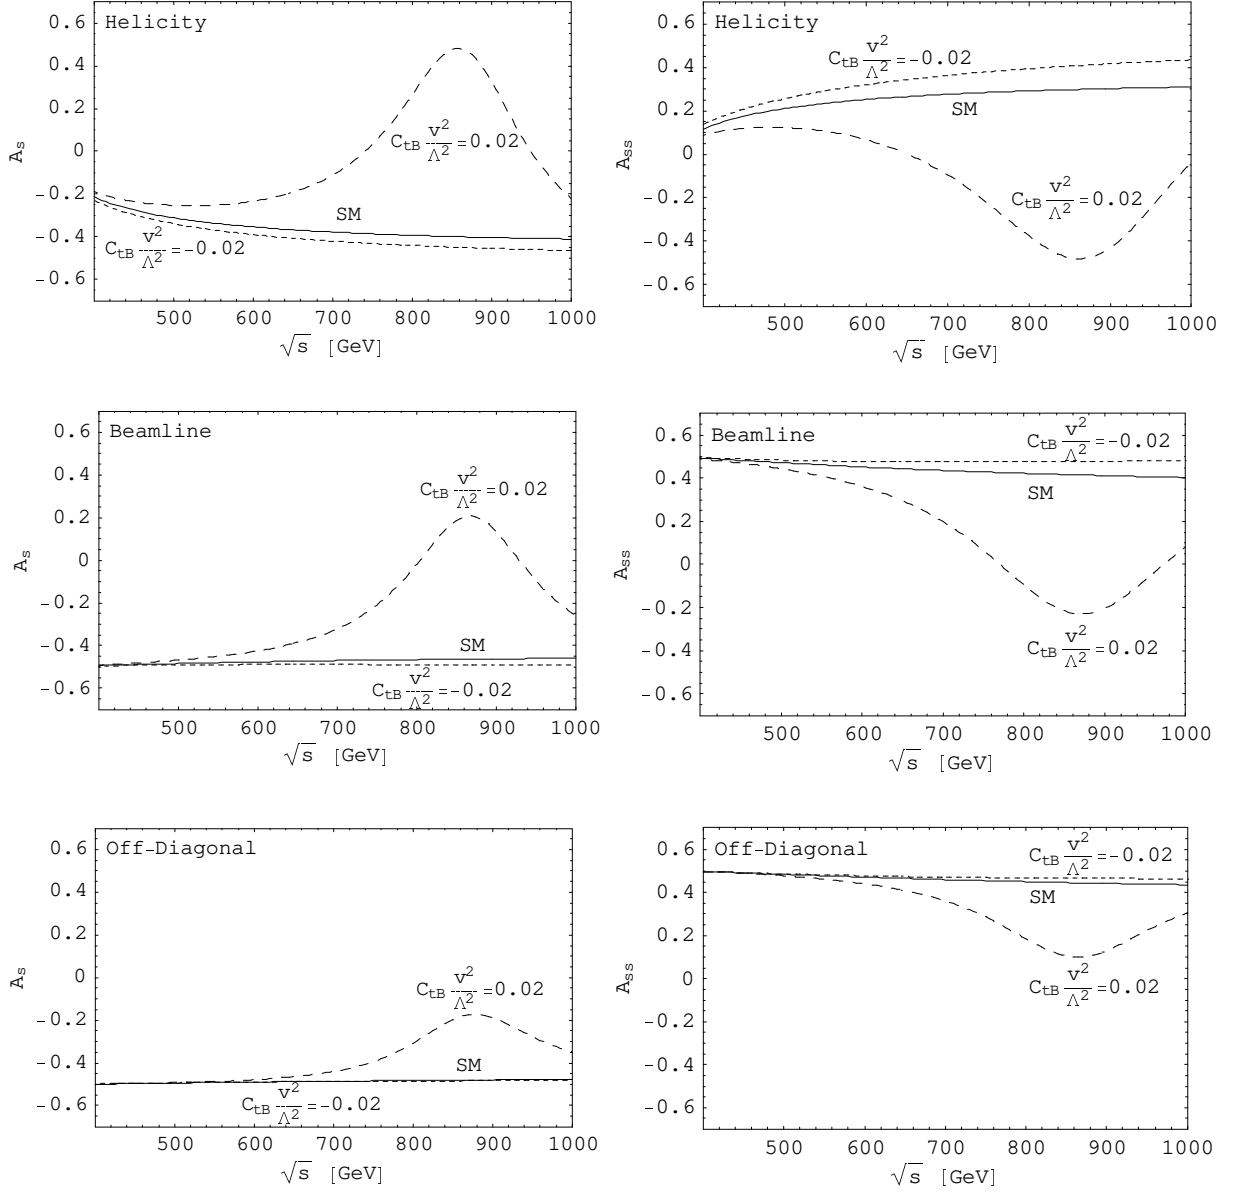 Helicity
0.6
0.4
0.2
0
-0.2
-0.4
-0.6
A_s
C_tB v²/Λ² = 0.02
SM
C_tB v²/Λ² = -0.02
500 600 700 800 900 1000
√s [GeV]
Helicity
0.6
0.4
0.2
0
-0.2
-0.4
-0.6
A_ss
C_tB v²/Λ² = -0.02
SM
C_tB v²/Λ² = 0.02
500 600 700 800 900 1000
√s [GeV]
Beamline
0.6
0.4
0.2
0
-0.2
-0.4
-0.6
A_s
C_tB v²/Λ² = 0.02
SM
C_tB v²/Λ² = -0.02
500 600 700 800 900 1000
√s [GeV]
Beamline
0.6
0.4
0.2
0
-0.2
-0.4
-0.6
A_ss
C_tB v²/Λ² = -0.02
SM
C_tB v²/Λ² = 0.02
500 600 700 800 900 1000
√s [GeV]
Off-Diagonal
0.6
0.4
0.2
0
-0.2
-0.4
-0.6
A_s
C_tB v²/Λ² = 0.02
SM
C_tB v²/Λ² = -0.02
500 600 700 800 900 1000
√s [GeV]
Off-Diagonal
0.6
0.4
0.2
0
-0.2
-0.4
-0.6
A_ss
C_tB v²/Λ² = -0.02
SM
C_tB v²/Λ² = 0.02
500 600 700 800 900 1000
√s [GeV]